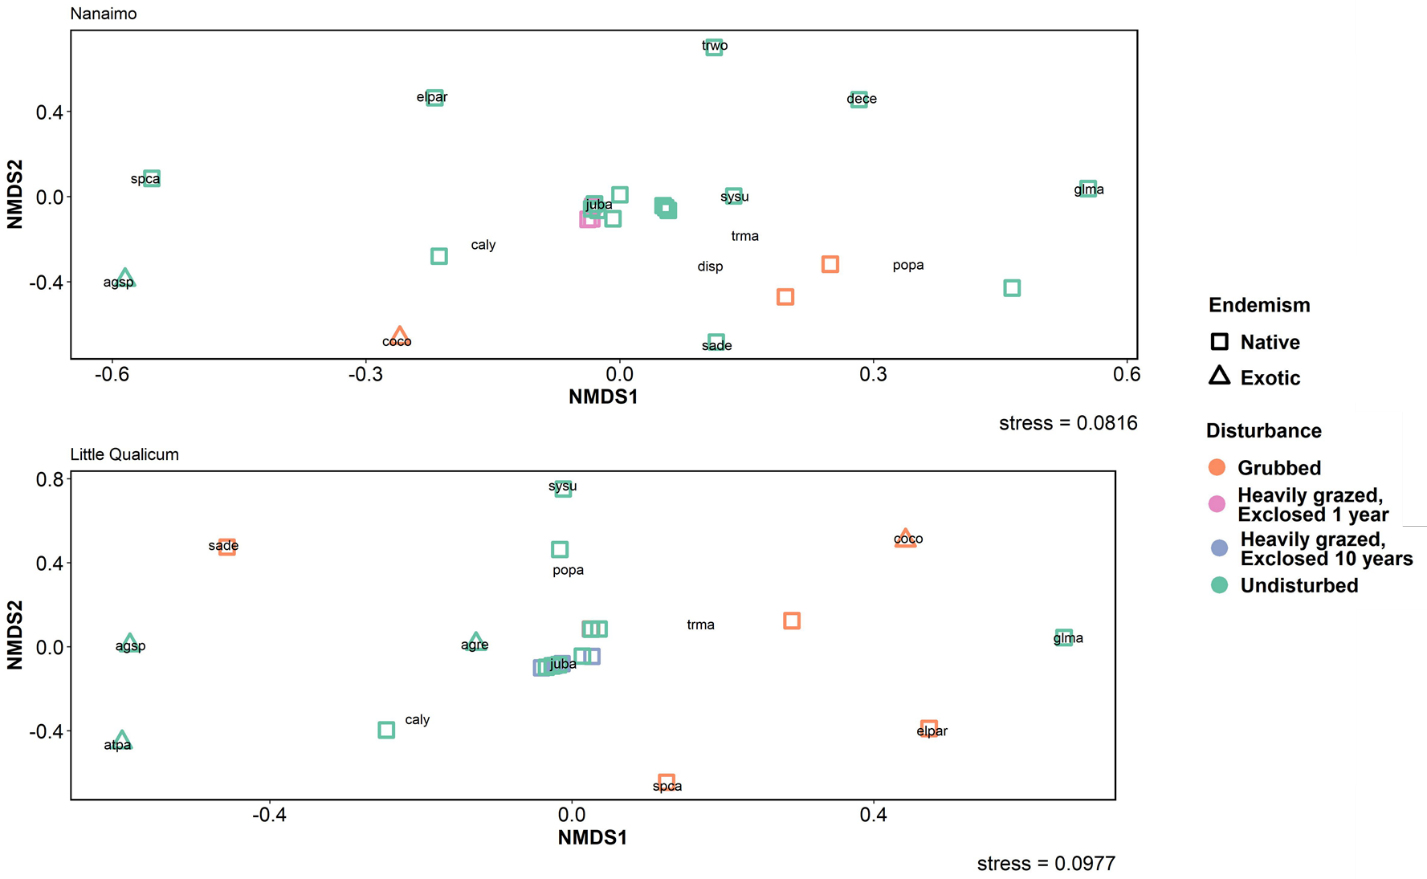 Nanaimo
trwo
elpar
dece
0.4
spca
glma
NMDS2
0.0
juba
sysu
trma
caly
disp
popa
agsp
-0.4
coco
sade
-0.6
-0.3
0.0
0.3
0.6
NMDS1
stress = 0.0816
Endemism
Native
Exotic
Disturbance
Grubbed
Heavily grazed,
Exclosed 1 year
Heavily grazed,
Exclosed 10 years
Undisturbed
Little Qualicum
0.8
sysu
sade
coco
0.4
popa
trma
NMDS2
0.0
agsp
agre
juba
glma
caly
-0.4
atpa
elpar
spca
-0.4
0.0
0.4
NMDS1
stress = 0.0977